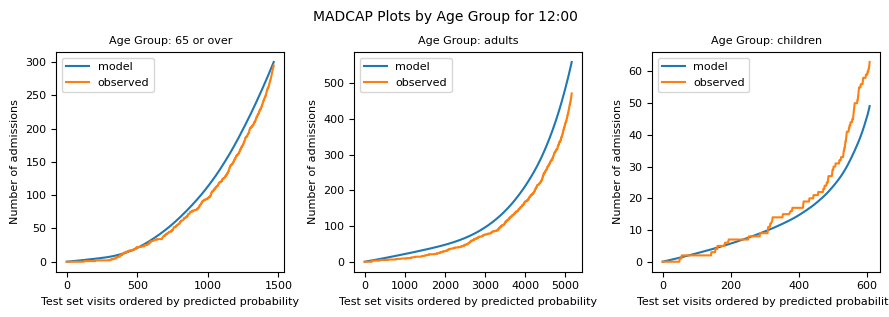 MADCAP Plots by Age Group for 12:00
Age Group: 65 or over
model
observed
Number of admissions
0
50
100
150
200
250
300
0
500
1000
1500
Test set visits ordered by predicted probability
Age Group: adults
model
observed
Number of admissions
0
100
200
300
400
500
0
1000
2000
3000
4000
5000
Test set visits ordered by predicted probability
Age Group: children
model
observed
Number of admissions
0
10
20
30
40
50
60
0
200
400
600
Test set visits ordered by predicted probabilit